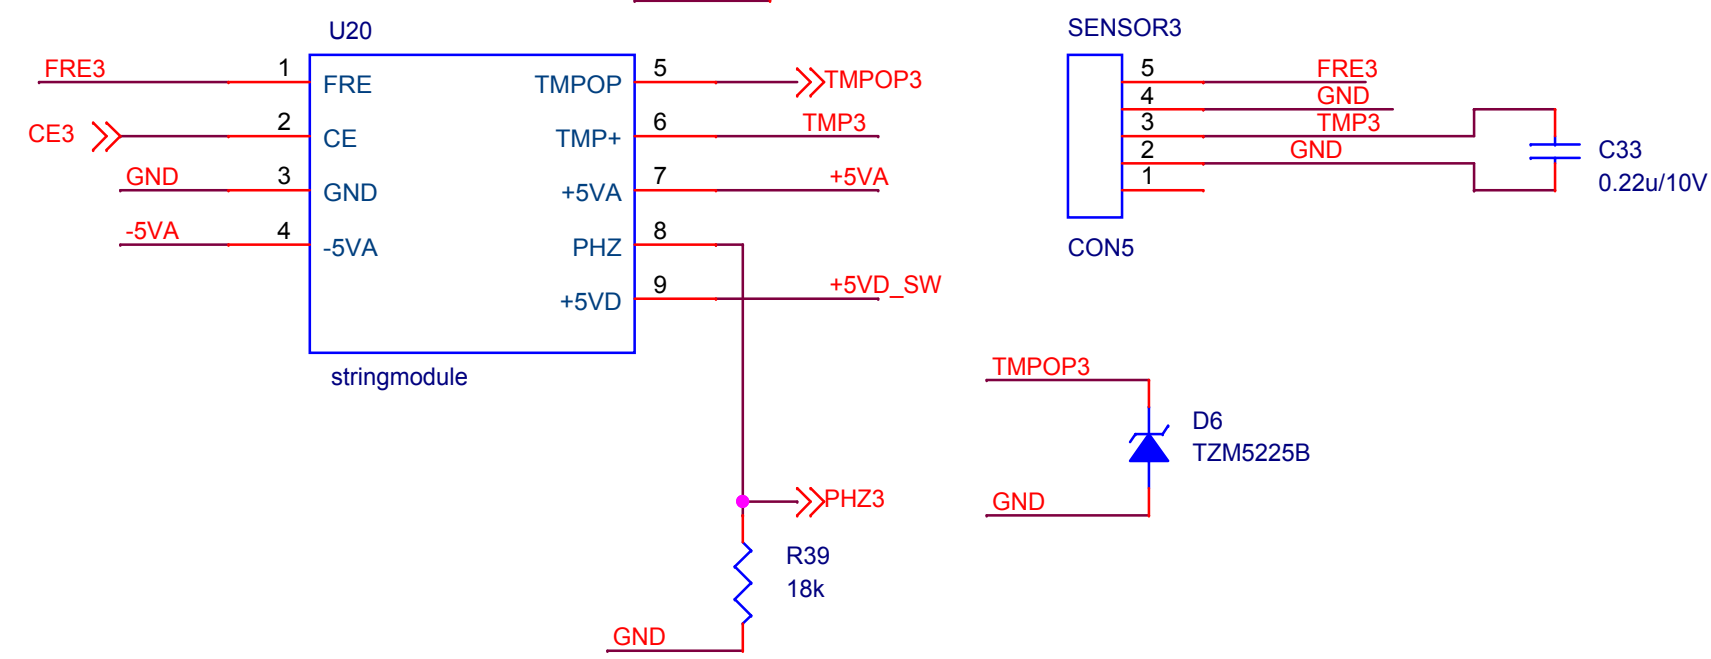 U20
FRE3 1 FRE TMPOP 5 TMPOP3
CE3 2 CE TMP+ 6 TMP3
GND 3 GND +5VA 7 +5VA
-5VA 4 -5VA PHZ 8
+5VD 9 +5VD_SW
stringmodule
PHZ3
R39
18k
GND
SENSOR3
5 FRE3
4 GND
3 TMP3
2 GND
1
CON5
C33
0.22u/10V
TMPOP3
D6
TZM5225B
GND